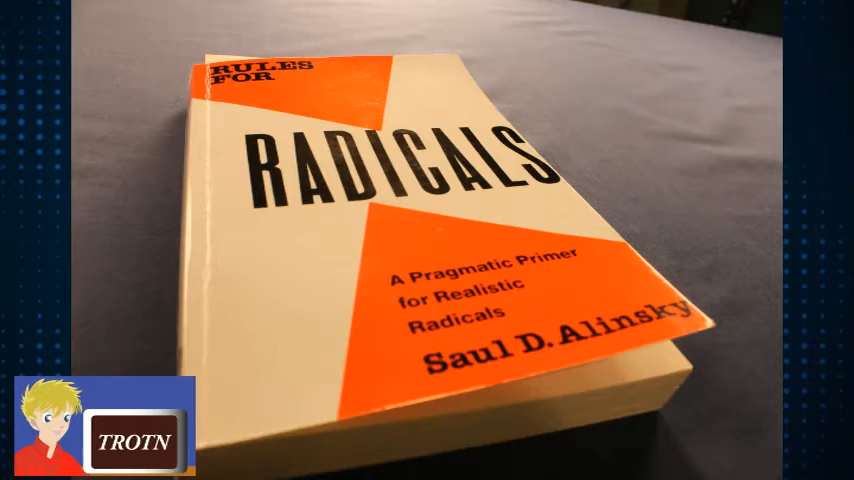 RULES
FOR
RADICALS
A Pragmatic Primer
for Realistic
Radicals
Saul D. Alinsky
TROTN